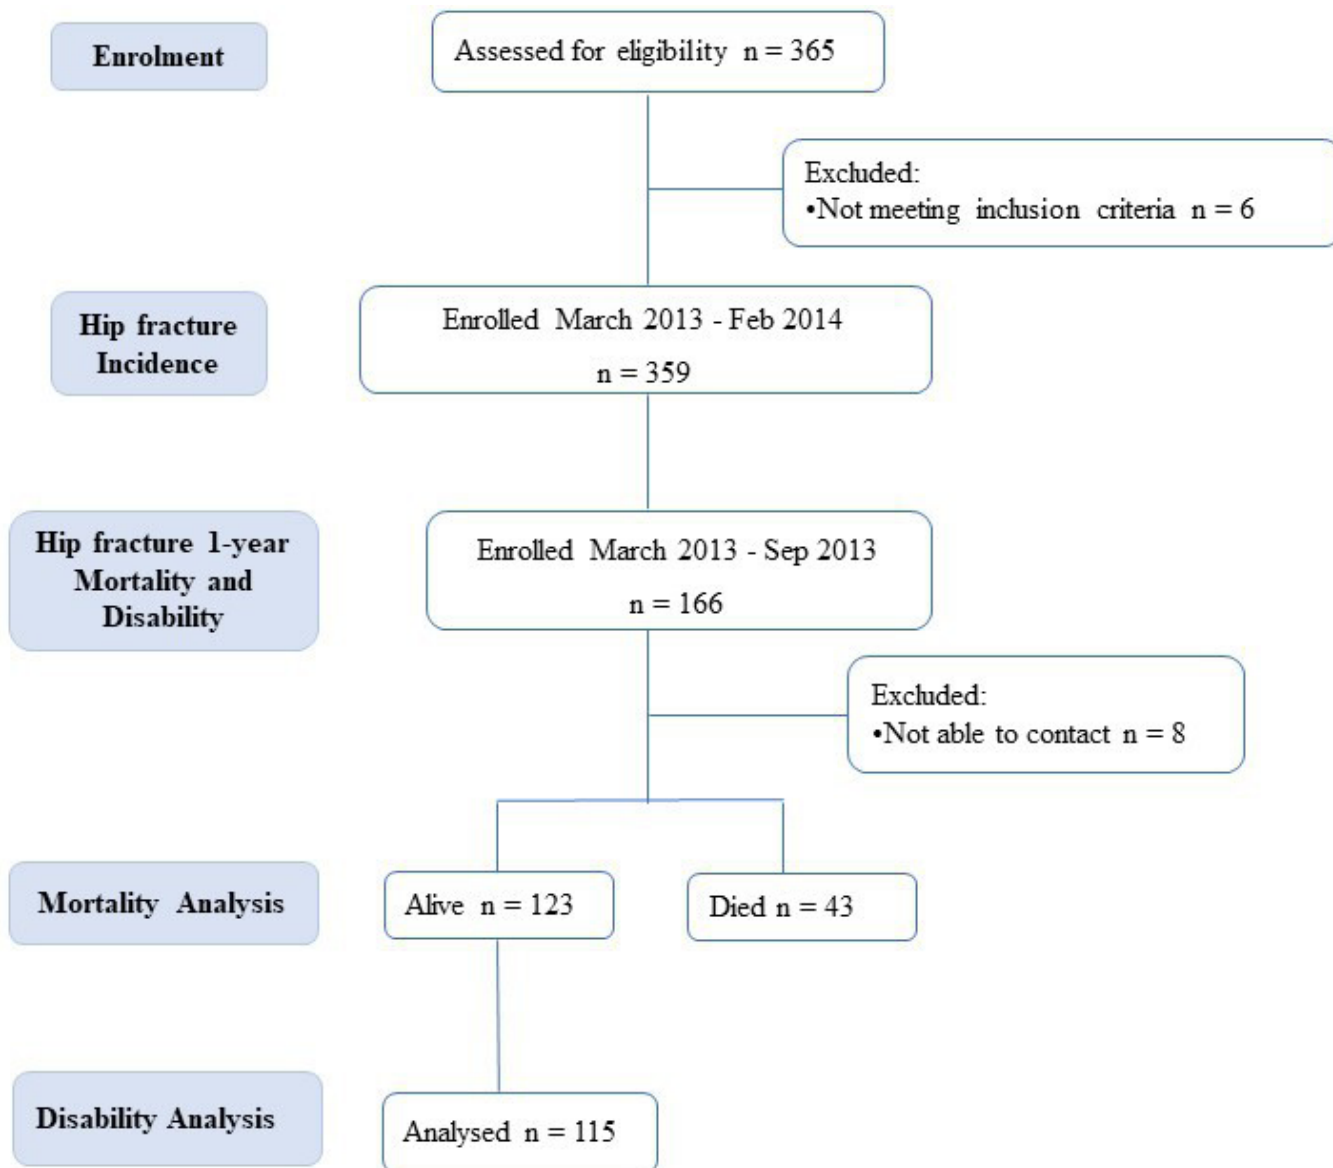 Enrolment
Assessed for eligibility n = 365
Excluded:
•Not meeting inclusion criteria n = 6
Hip fracture
Incidence
Enrolled March 2013 - Feb 2014
n = 359
Hip fracture 1-year
Mortality and
Disability
Enrolled March 2013 - Sep 2013
n = 166
Excluded:
•Not able to contact n = 8
Mortality Analysis
Alive n = 123
Died n = 43
Disability Analysis
Analysed n = 115